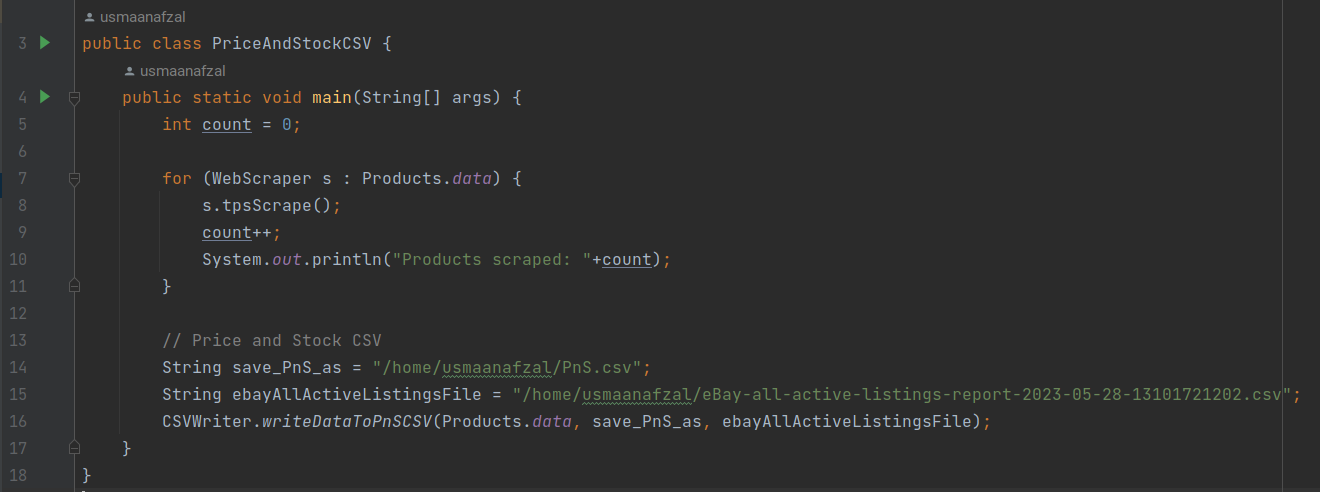 usmaanafzal
3 public class PriceAndStockCSV {
usmaanafzal
4 public static void main(String[] args) {
5 int count = 0;
6
7 for (WebScraper s : Products.data) {
8 s.tpsScrape();
9 count++;
10 System.out.println("Products scraped: "+count);
11 }
12
13 // Price and Stock CSV
14 String save_PnS_as = "/home/usmaanafzal/PnS.csv";
15 String ebayAllActiveListingsFile = "/home/usmaanafzal/eBay-all-active-listings-report-2023-05-28-13101721202.csv";
16 CSVWriter.writeDataToPnSCSV(Products.data, save_PnS_as, ebayAllActiveListingsFile);
17 }
18 }